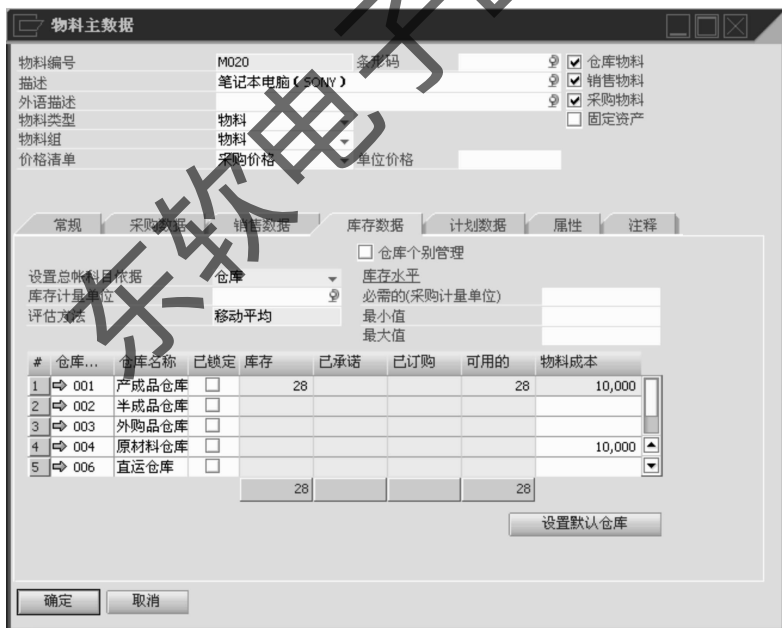 物料主数据
物料编号 M020 条形码 仓库物料
描述 笔记本电脑(SONY) 销售物料
外语描述 采购物料
物料类型 物料 固定资产
物料组 物料
价格清单 采购价格 单位价格
常规 采购数据 销售数据 库存数据 计划数据 属性 注释
仓库个别管理
设置总帐科目依据 仓库 库存水平
库存计量单位 必需的(采购计量单位)
评估方法 移动平均 最小值
最大值
# 仓库... 仓库名称 已锁定 库存 已承诺 已订购 可用的 物料成本
1 001 产成品仓库 28 28 10,000
2 002 半成品仓库
3 003 外购品仓库
4 004 原材料仓库 10,000
5 006 直运仓库
28 28
设置默认仓库
确定 取消
东软电子